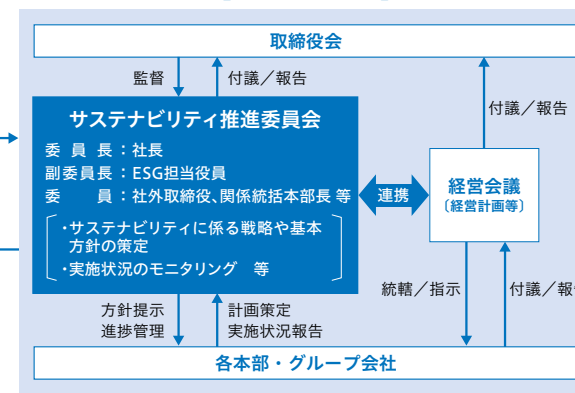 取締役会
監督
付議／報告
付議／報告
サステナビリティ推進委員会
委員長：社長
副委員長：ESG担当役員
委員：社外取締役、関係統括本部長 等
・サステナビリティに係る戦略や基本
方針の策定
・実施状況のモニタリング 等
連携
経営会議
〔経営計画等〕
方針提示
進捗管理
計画策定
実施状況報告
統轄／指示
付議／報
各本部・グループ会社